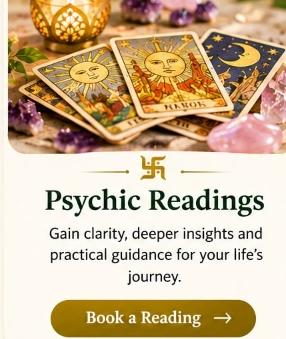 Psychic Readings
Gain clarity, deeper insights and
practical guidance for your life's
journey.
Book a Reading →